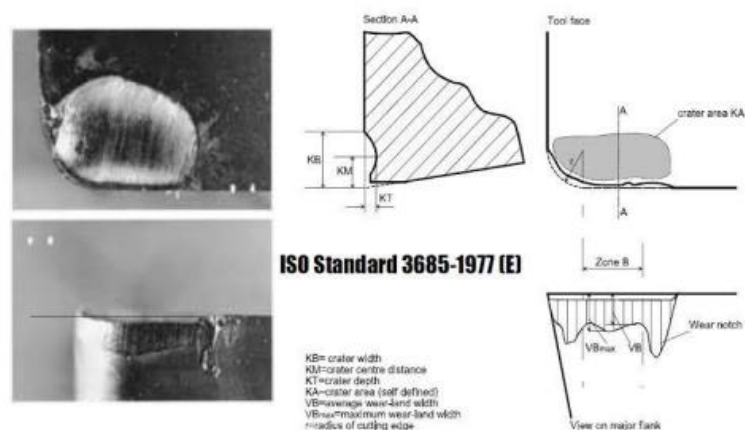 Section A-A
Tool face
A
crater area KA
KB
KM
r
KT
A
ISO Standard 3685-1977 (E)
Zone B
Wear notch
VBmax
VB
KB= crater width
KM=crater centre distance
KT=crater depth
KA=crater area (self defined)
VB=average wear-land width
VBmax=maximum wear-land width
r=radius of cutting edge
View on major flank